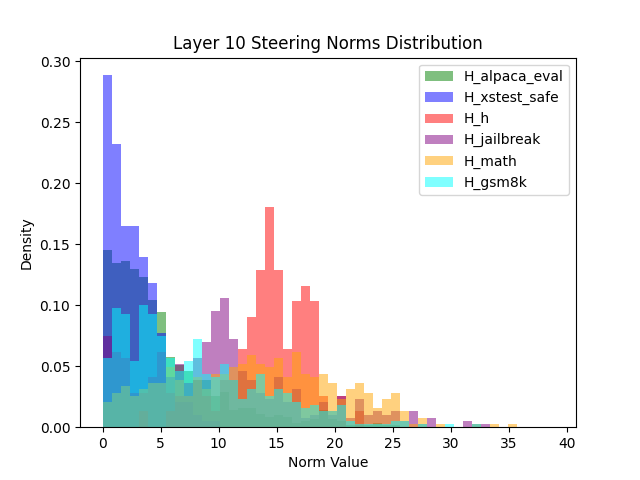 Layer 10 Steering Norms Distribution
0.30
0.25
0.20
0.15
0.10
0.05
0.00
Density
H_alpaca_eval
H_xstest_safe
H_h
H_jailbreak
H_math
H_gsm8k
0 5 10 15 20 25 30 35 40
Norm Value